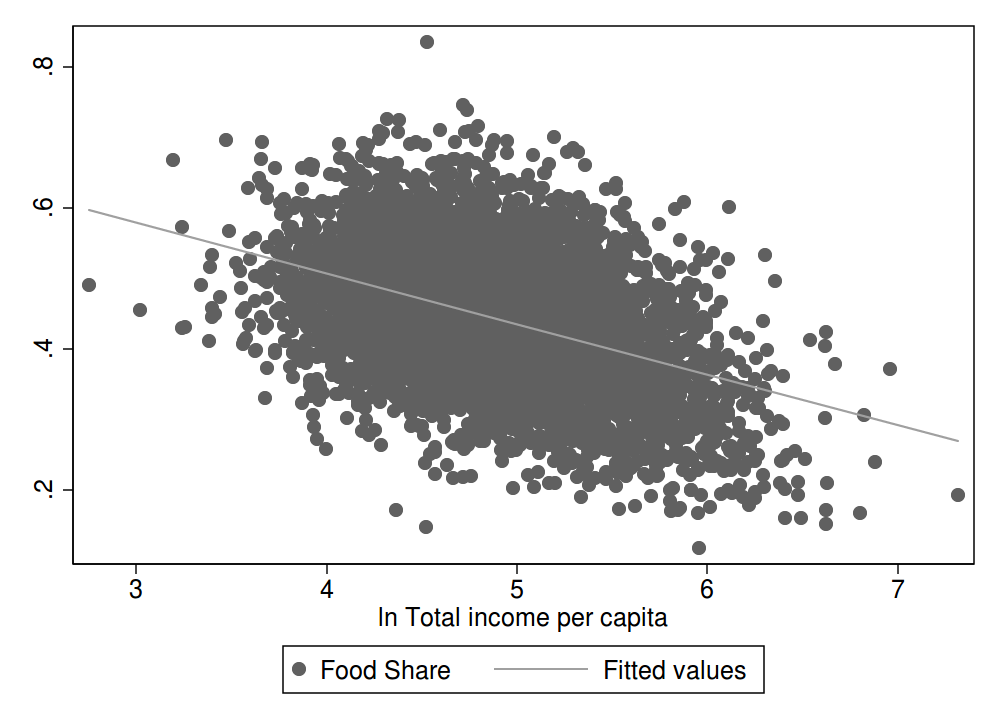 .8
.6
.4
.2
3 4 5 6 7
ln Total income per capita
Food Share Fitted values